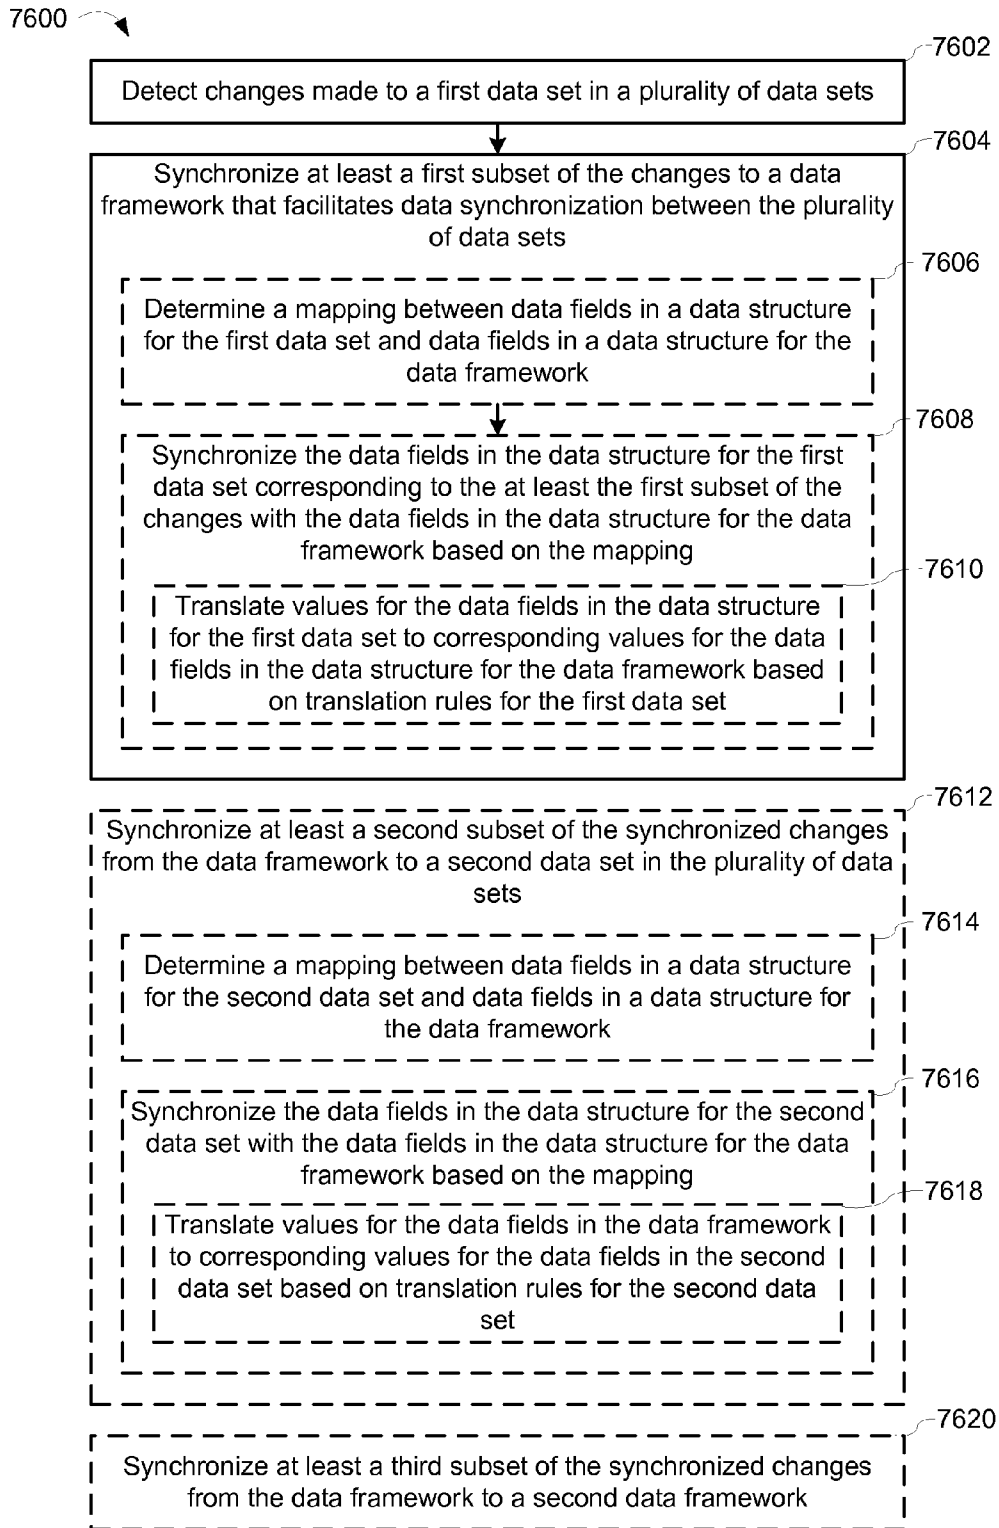 7600
7602
Detect changes made to a first data set in a plurality of data sets
7604
Synchronize at least a first subset of the changes to a data
framework that facilitates data synchronization between the plurality
of data sets
7606
Determine a mapping between data fields in a data structure
for the first data set and data fields in a data structure for the
data framework
7608
Synchronize the data fields in the data structure for the first
data set corresponding to the at least the first subset of the
changes with the data fields in the data structure for the data
framework based on the mapping
7610
Translate values for the data fields in the data structure
for the first data set to corresponding values for the data
fields in the data structure for the data framework based
on translation rules for the first data set
7612
Synchronize at least a second subset of the synchronized changes
from the data framework to a second data set in the plurality of data
sets
7614
Determine a mapping between data fields in a data structure
for the second data set and data fields in a data structure for
the data framework
7616
Synchronize the data fields in the data structure for the second
data set with the data fields in the data structure for the data
framework based on the mapping
7618
Translate values for the data fields in the data framework
to corresponding values for the data fields in the second
data set based on translation rules for the second data
set
7620
Synchronize at least a third subset of the synchronized changes
from the data framework to a second data framework